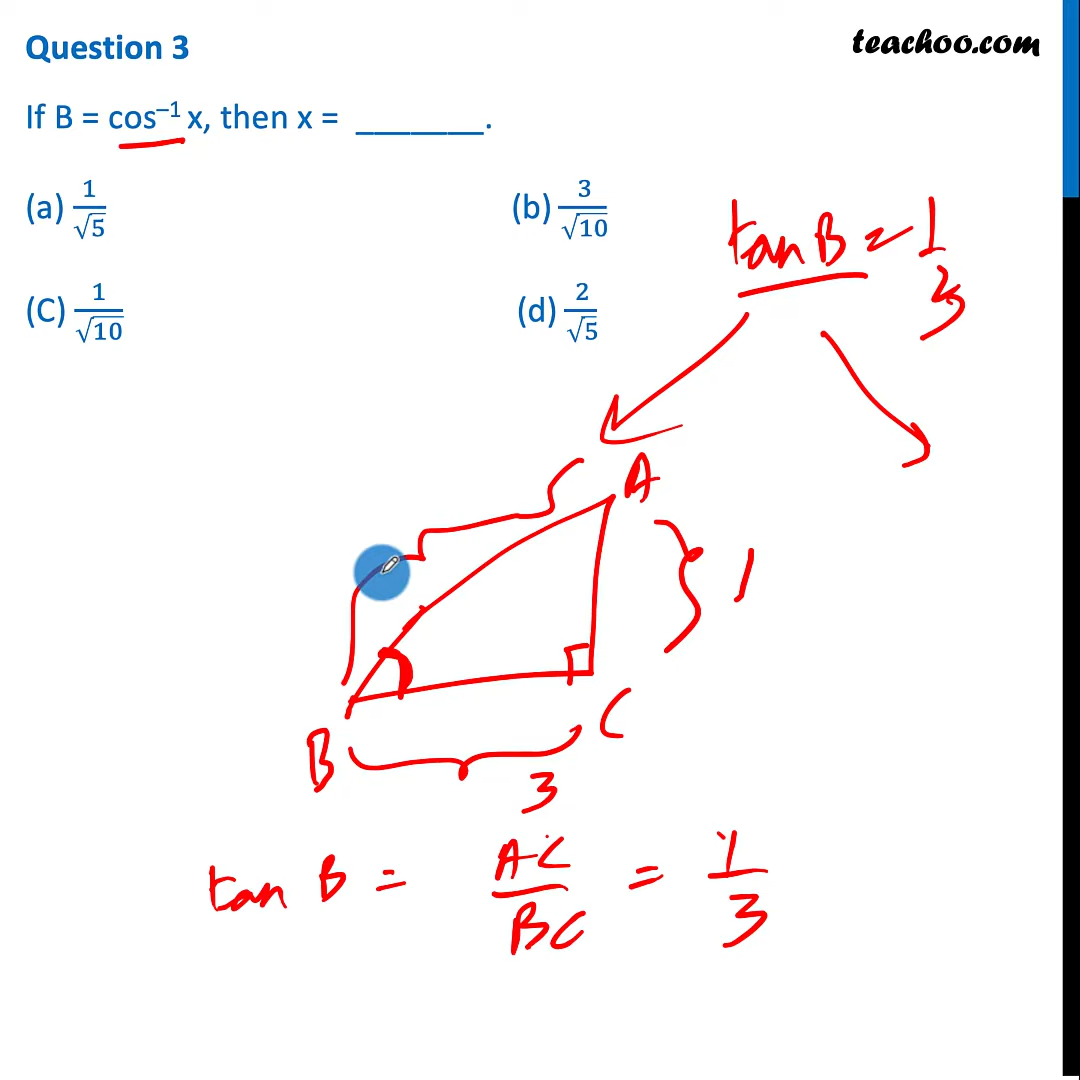 Question 3
teachoo.com
If B = cos⁻¹ x, then x = ________.
(a) 1/√5
(b) 3/√10
(C) 1/√10
(d) 2/√5
tan B = 1/3
A
1
B
C
3
tan B = AC/BC = 1/3